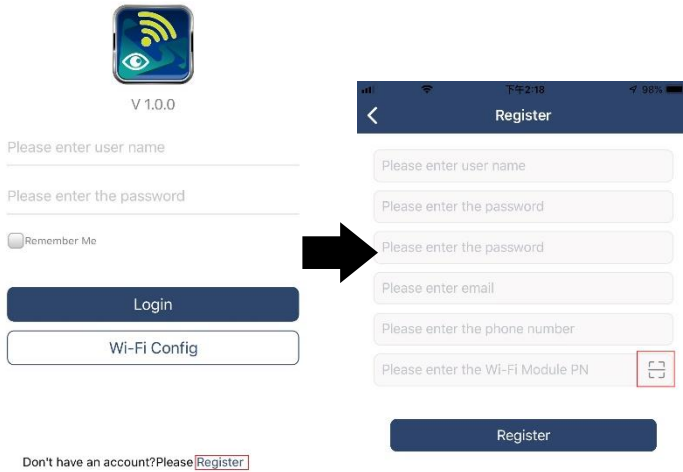 V 1.0.0
Please enter user name
Please enter the password
Remember Me
Login
Wi-Fi Config
Don't have an account?Please Register
下午2:18
98%
Register
Please enter user name
Please enter the password
Please enter the password
Please enter email
Please enter the phone number
Please enter the Wi-Fi Module PN
Register